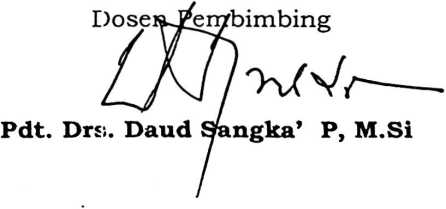 Dosen Pembimbing
Pdt. Drs. Daud Sangka' P, M.Si